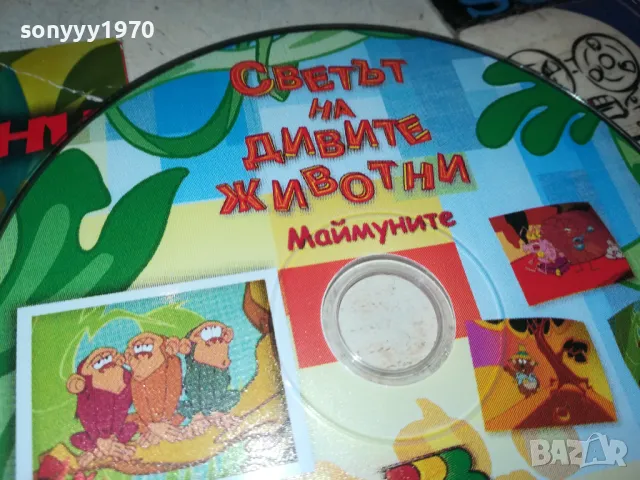 sonyyy1970
Светът
на
дивите
животни
Маймуните
BAZAR